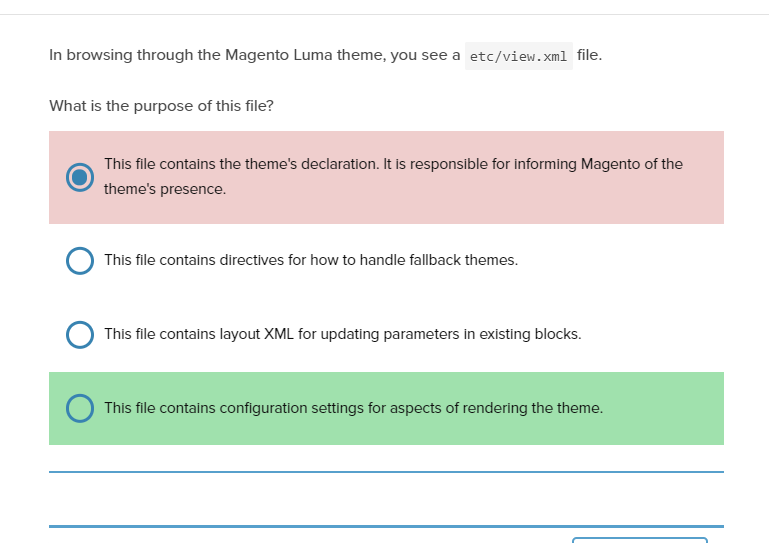 In browsing through the Magento Luma theme, you see a etc/view.xml file.
What is the purpose of this file?
This file contains the theme's declaration. It is responsible for informing Magento of the
theme's presence.
This file contains directives for how to handle fallback themes.
This file contains layout XML for updating parameters in existing blocks.
This file contains configuration settings for aspects of rendering the theme.